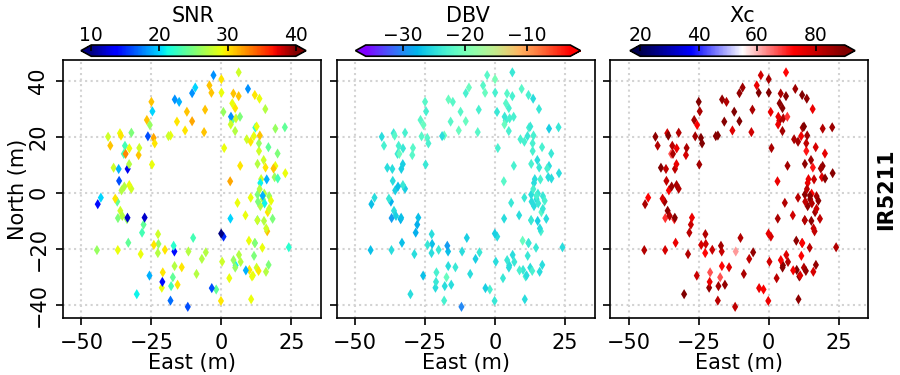 SNR DBV Xc
10 20 30 40 −30 −20 −10 20 40 60 80
40
20
0
−20
−40
North (m)
IR5211
−50 −25 0 25 −50 −25 0 25 −50 −25 0 25
East (m) East (m) East (m)